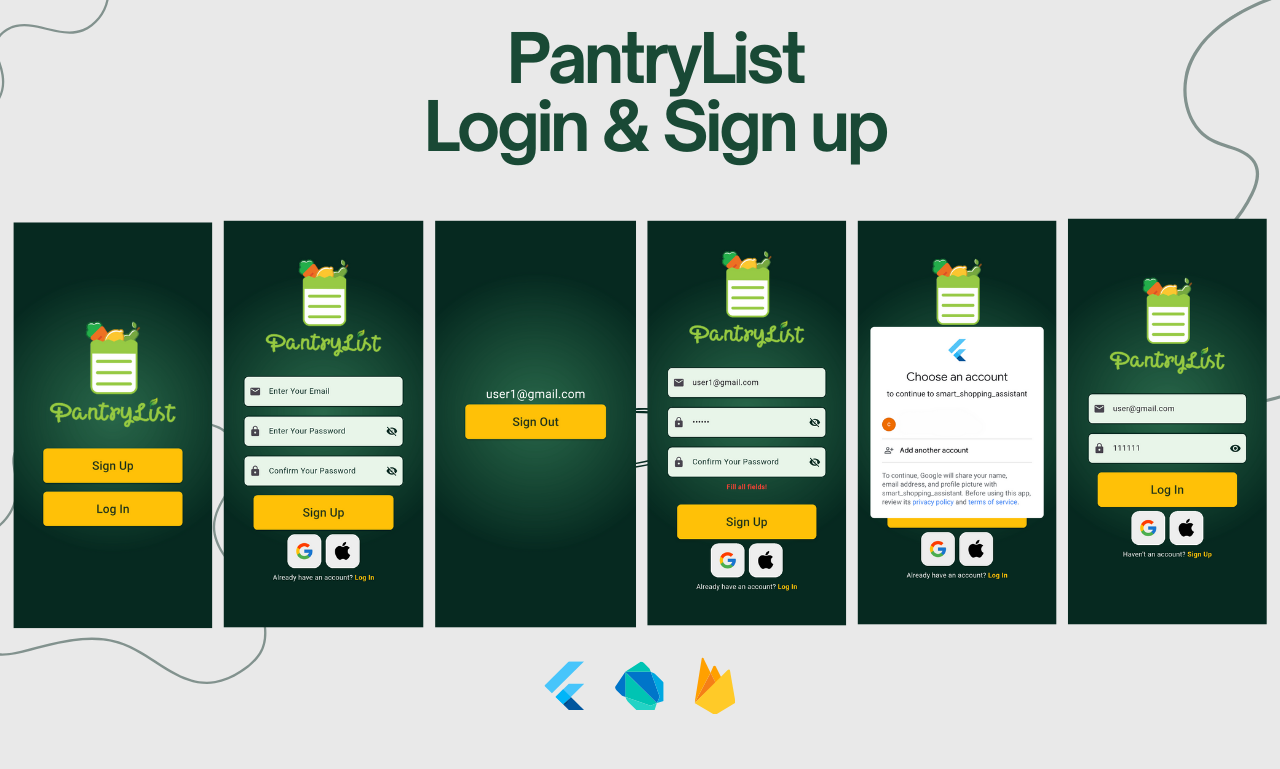 PantryList
Login & Sign up
PantryList
Sign Up
Log In
PantryList
Enter Your Email
Enter Your Password
Confirm Your Password
Sign Up
Already have an account? Log In
user1@gmail.com
Sign Out
PantryList
user1@gmail.com
••••••
Confirm Your Password
Fill all fields!
Sign Up
Already have an account? Log In
Choose an account
to continue to smart_shopping_assistant
c
Add another account
To continue, Google will share your name,
email address, and profile picture with
smart_shopping_assistant. Before using this app,
review its privacy policy and terms of service.
Already have an account? Log In
PantryList
user@gmail.com
111111
Log In
Haven't an account? Sign Up